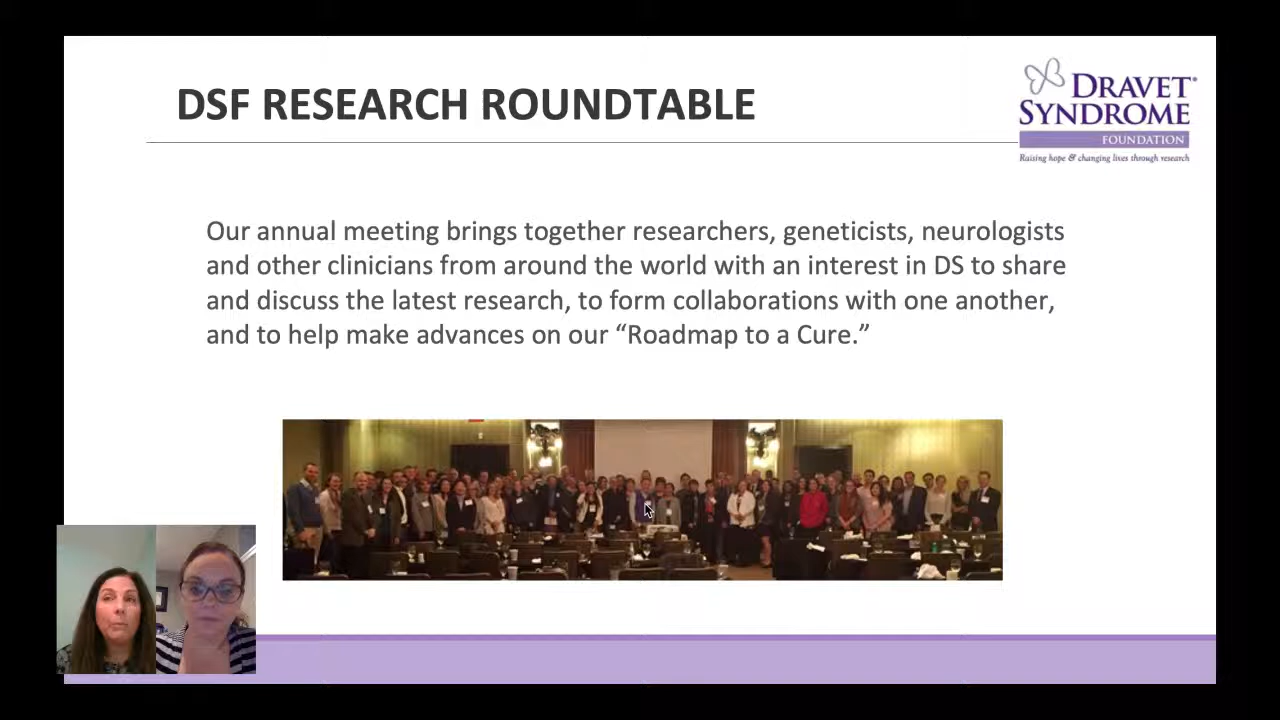 DSF RESEARCH ROUNDTABLE
DRAVET®
SYNDROME
FOUNDATION
Raising hope & changing lives through research
Our annual meeting brings together researchers, geneticists, neurologists
and other clinicians from around the world with an interest in DS to share
and discuss the latest research, to form collaborations with one another,
and to help make advances on our “Roadmap to a Cure.”